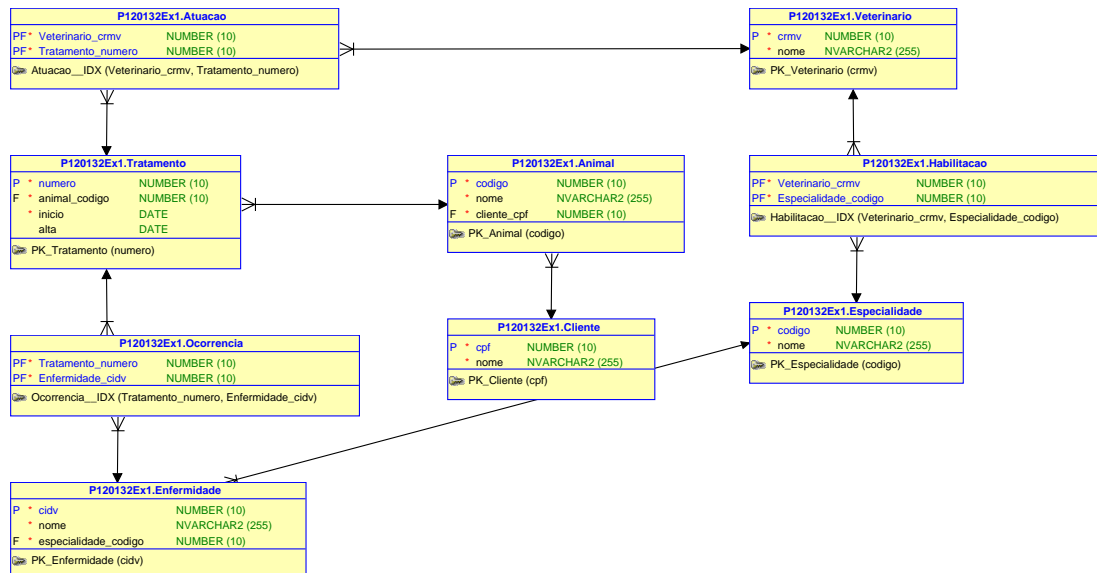 P120132Ex1.Atuacao
PF* Veterinario_crmv NUMBER (10)
PF* Tratamento_numero NUMBER (10)
Atuacao__IDX (Veterinario_crmv, Tratamento_numero)
P120132Ex1.Veterinario
P * crmv NUMBER (10)
* nome NVARCHAR2 (255)
PK_Veterinario (crmv)
P120132Ex1.Tratamento
P * numero NUMBER (10)
F * animal_codigo NUMBER (10)
* inicio DATE
alta DATE
PK_Tratamento (numero)
P120132Ex1.Animal
P * codigo NUMBER (10)
* nome NVARCHAR2 (255)
F * cliente_cpf NUMBER (10)
PK_Animal (codigo)
P120132Ex1.Habilitacao
PF* Veterinario_crmv NUMBER (10)
PF* Especialidade_codigo NUMBER (10)
Habilitacao__IDX (Veterinario_crmv, Especialidade_codigo)
P120132Ex1.Ocorrencia
PF* Tratamento_numero NUMBER (10)
PF* Enfermidade_cidv NUMBER (10)
Ocorrencia__IDX (Tratamento_numero, Enfermidade_cidv)
P120132Ex1.Cliente
P * cpf NUMBER (10)
* nome NVARCHAR2 (255)
PK_Cliente (cpf)
P120132Ex1.Especialidade
P * codigo NUMBER (10)
* nome NVARCHAR2 (255)
PK_Especialidade (codigo)
P120132Ex1.Enfermidade
P * cidv NUMBER (10)
* nome NVARCHAR2 (255)
F * especialidade_codigo NUMBER (10)
PK_Enfermidade (cidv)